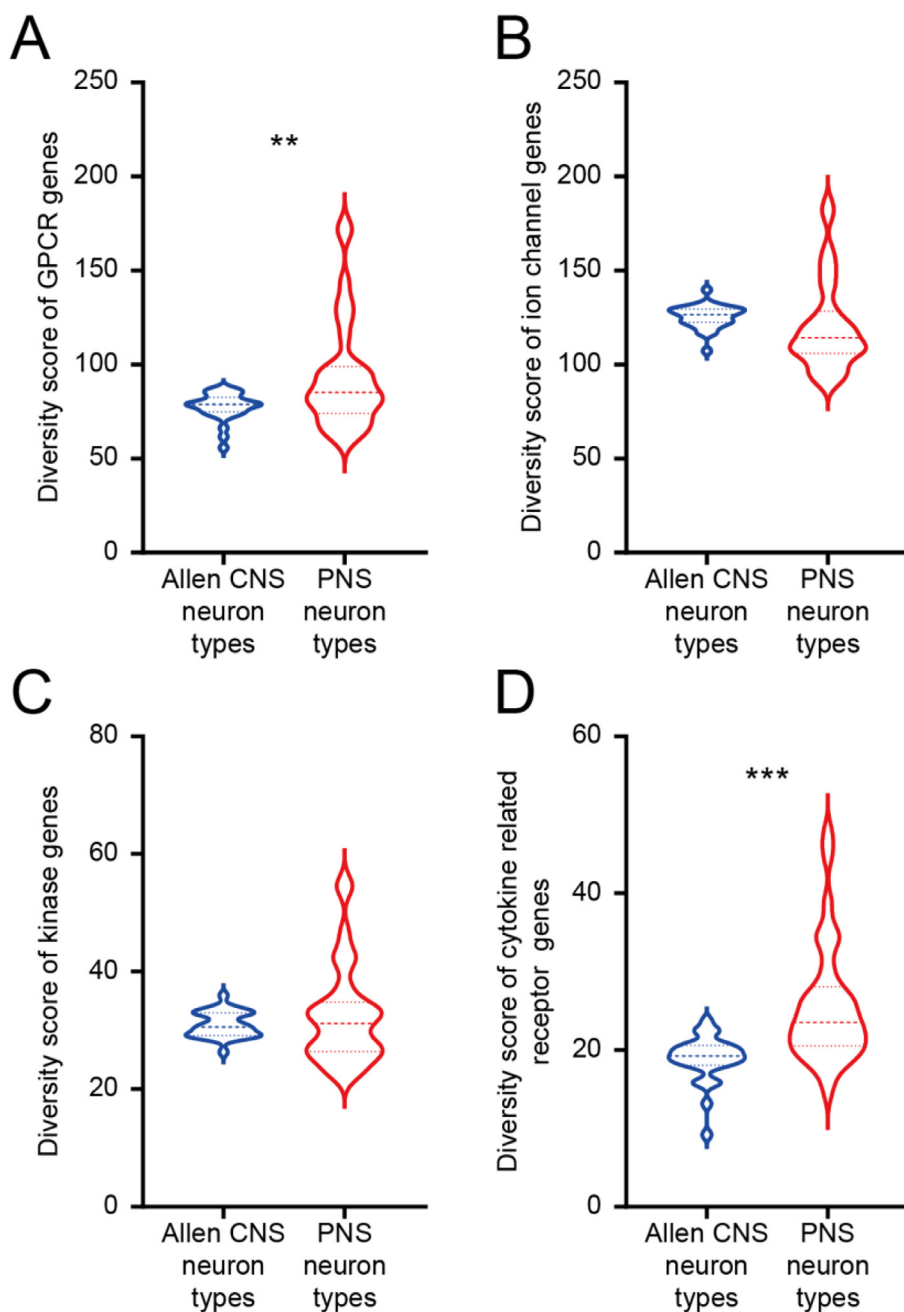 A
Diversity score of GPCR genes
250
200
150
100
50
0
**
Allen CNS
neuron
types
PNS
neuron
types
B
Diversity score of ion channel genes
250
200
150
100
50
0
Allen CNS
neuron
types
PNS
neuron
types
C
Diversity score of kinase genes
80
60
40
20
0
Allen CNS
neuron
types
PNS
neuron
types
D
Diversity score of cytokine related
receptor genes
60
40
20
0
***
Allen CNS
neuron
types
PNS
neuron
types